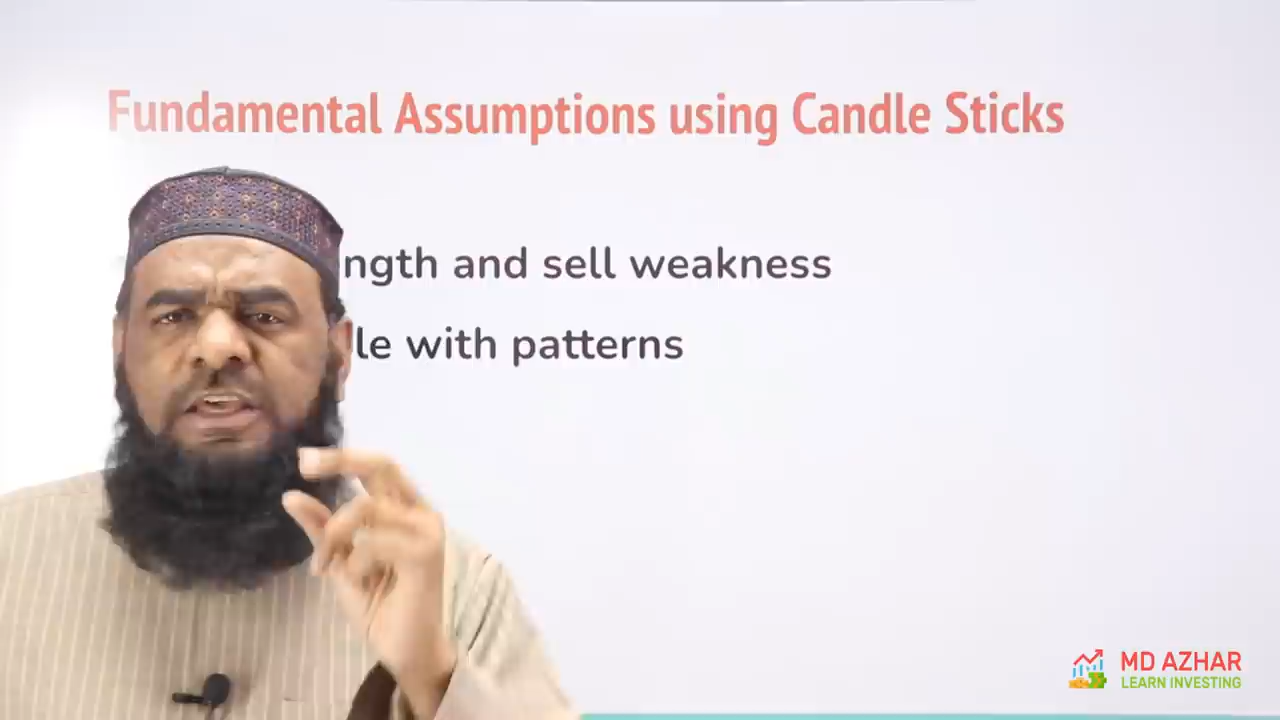 Fundamental Assumptions using Candle Sticks
ngth and sell weakness
le with patterns
MD AZHAR
LEARN INVESTING